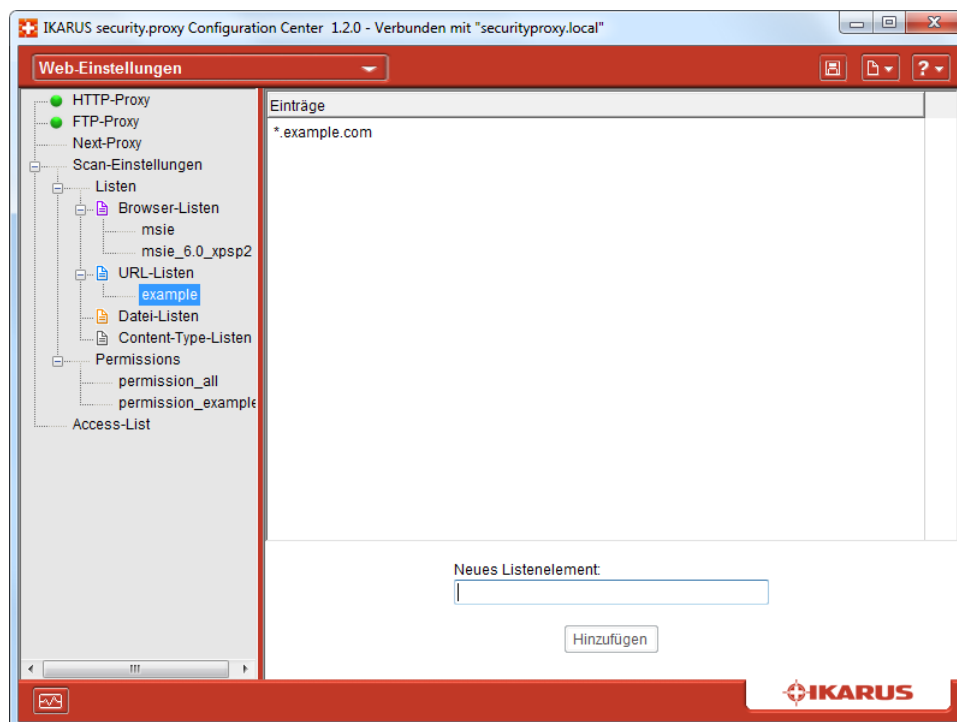 IKARUS security.proxy Configuration Center 1.2.0 - Verbunden mit "securityproxy.local"
Web-Einstellungen
?
HTTP-Proxy
FTP-Proxy
Next-Proxy
Scan-Einstellungen
Listen
Browser-Listen
msie
msie_6.0_xpsp2
URL-Listen
example
Datei-Listen
Content-Type-Listen
Permissions
permission_all
permission_example
Access-List
Einträge
*.example.com
Neues Listenelement:
Hinzufügen
IKARUS